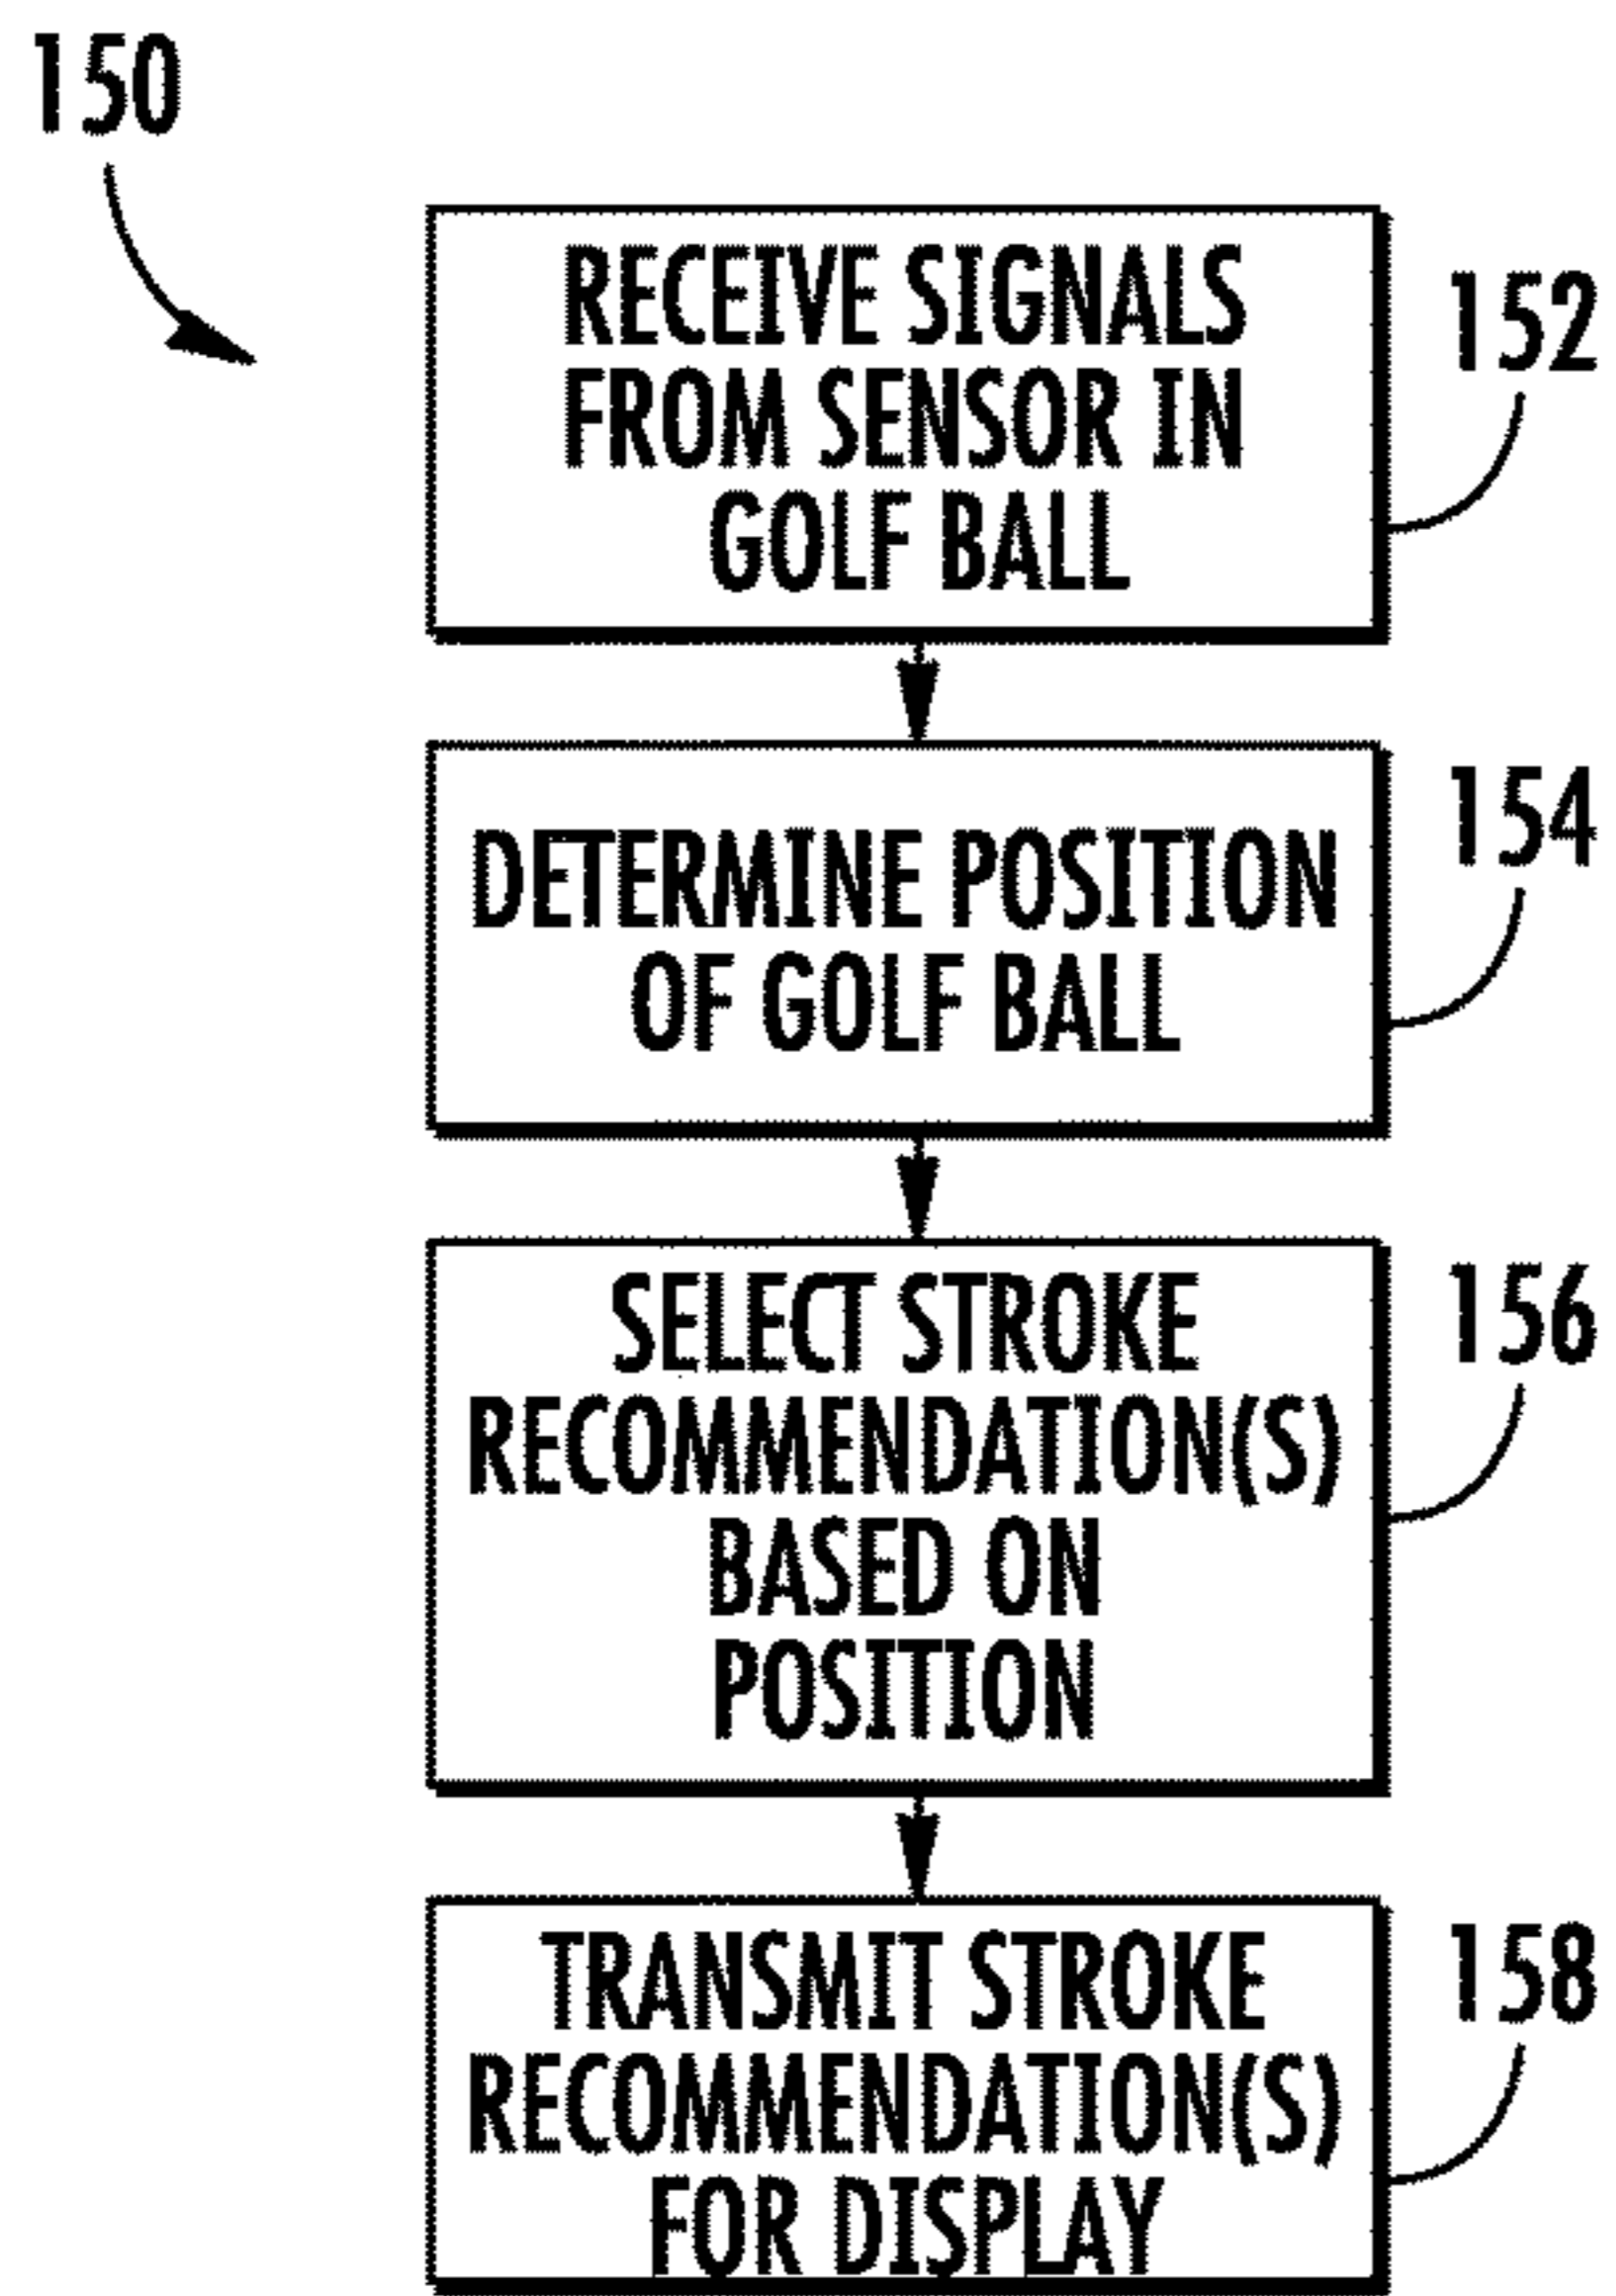 150
RECEIVE SIGNALS
FROM SENSOR IN
GOLF BALL
152
DETERMINE POSITION
OF GOLF BALL
154
SELECT STROKE
RECOMMENDATION(S)
BASED ON
POSITION
156
TRANSMIT STROKE
RECOMMENDATION(S)
FOR DISPLAY
158